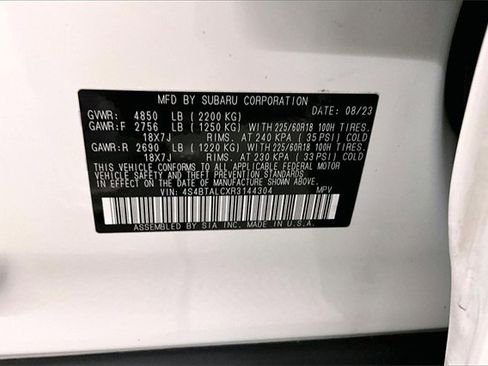 MFD BY SUBARU CORPORATION
DATE: 08/23
GVWR: 4850 LB ( 2200 KG)
GAWR:F 2756 LB ( 1250 KG) WITH 225/60R18 100H TIRES.
18X7J RIMS. AT 240 KPA ( 35 PSI) COLD
GAWR:R 2690 LB ( 1220 KG) WITH 225/60R18 100H TIRES.
18X7J RIMS. AT 230 KPA ( 33 PSI) COLD
THIS VEHICLE CONFORMS TO ALL APPLICABLE FEDERAL MOTOR
VEHICLE SAFETY AND THEFT PREVENTION STANDARDS IN
EFFECT ON THE DATE OF MANUFACTURE SHOWN ABOVE.
VIN: 4S4BTALCXR3144304 MPV
ASSEMBLED BY SIA INC. MADE IN U.S.A.